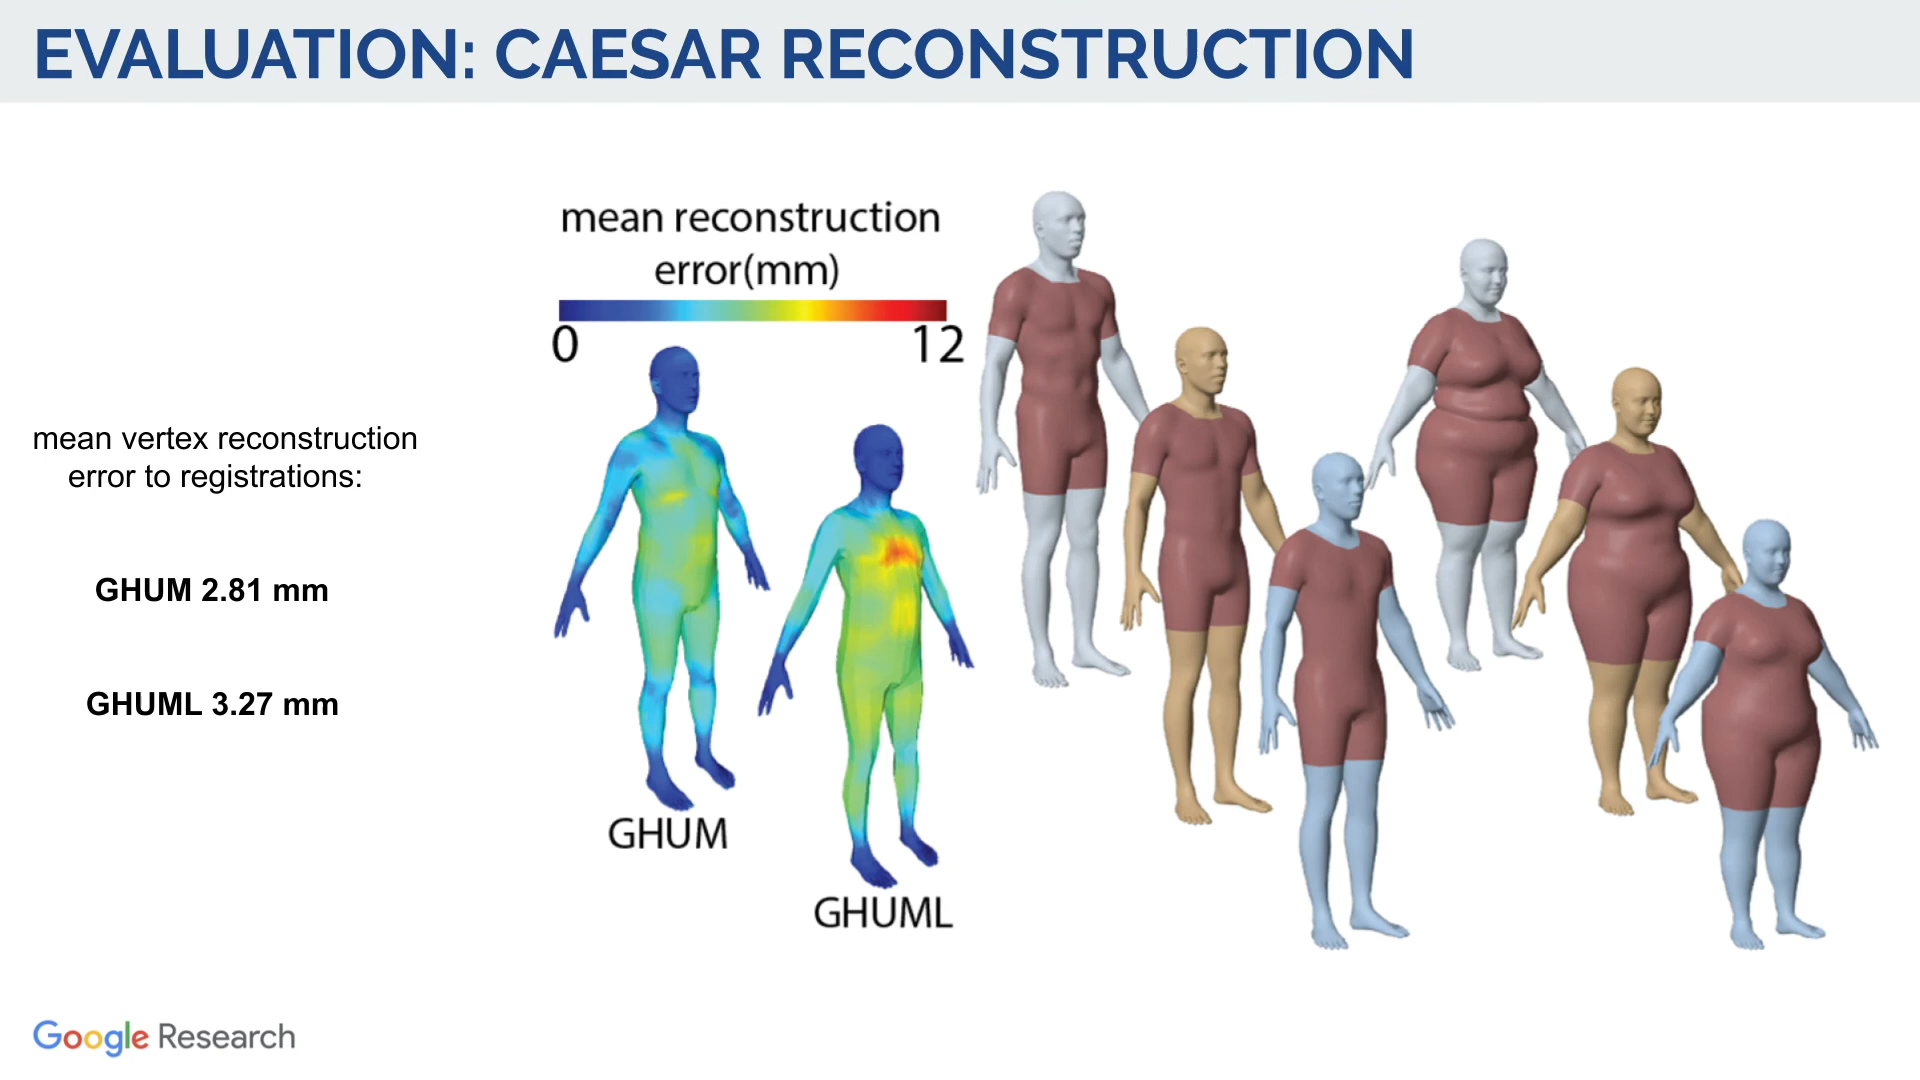 EVALUATION: CAESAR RECONSTRUCTION
mean vertex reconstruction
error to registrations:
GHUM 2.81 mm
GHUML 3.27 mm
mean reconstruction
error(mm)
0 12
GHUM
GHUML
Google Research